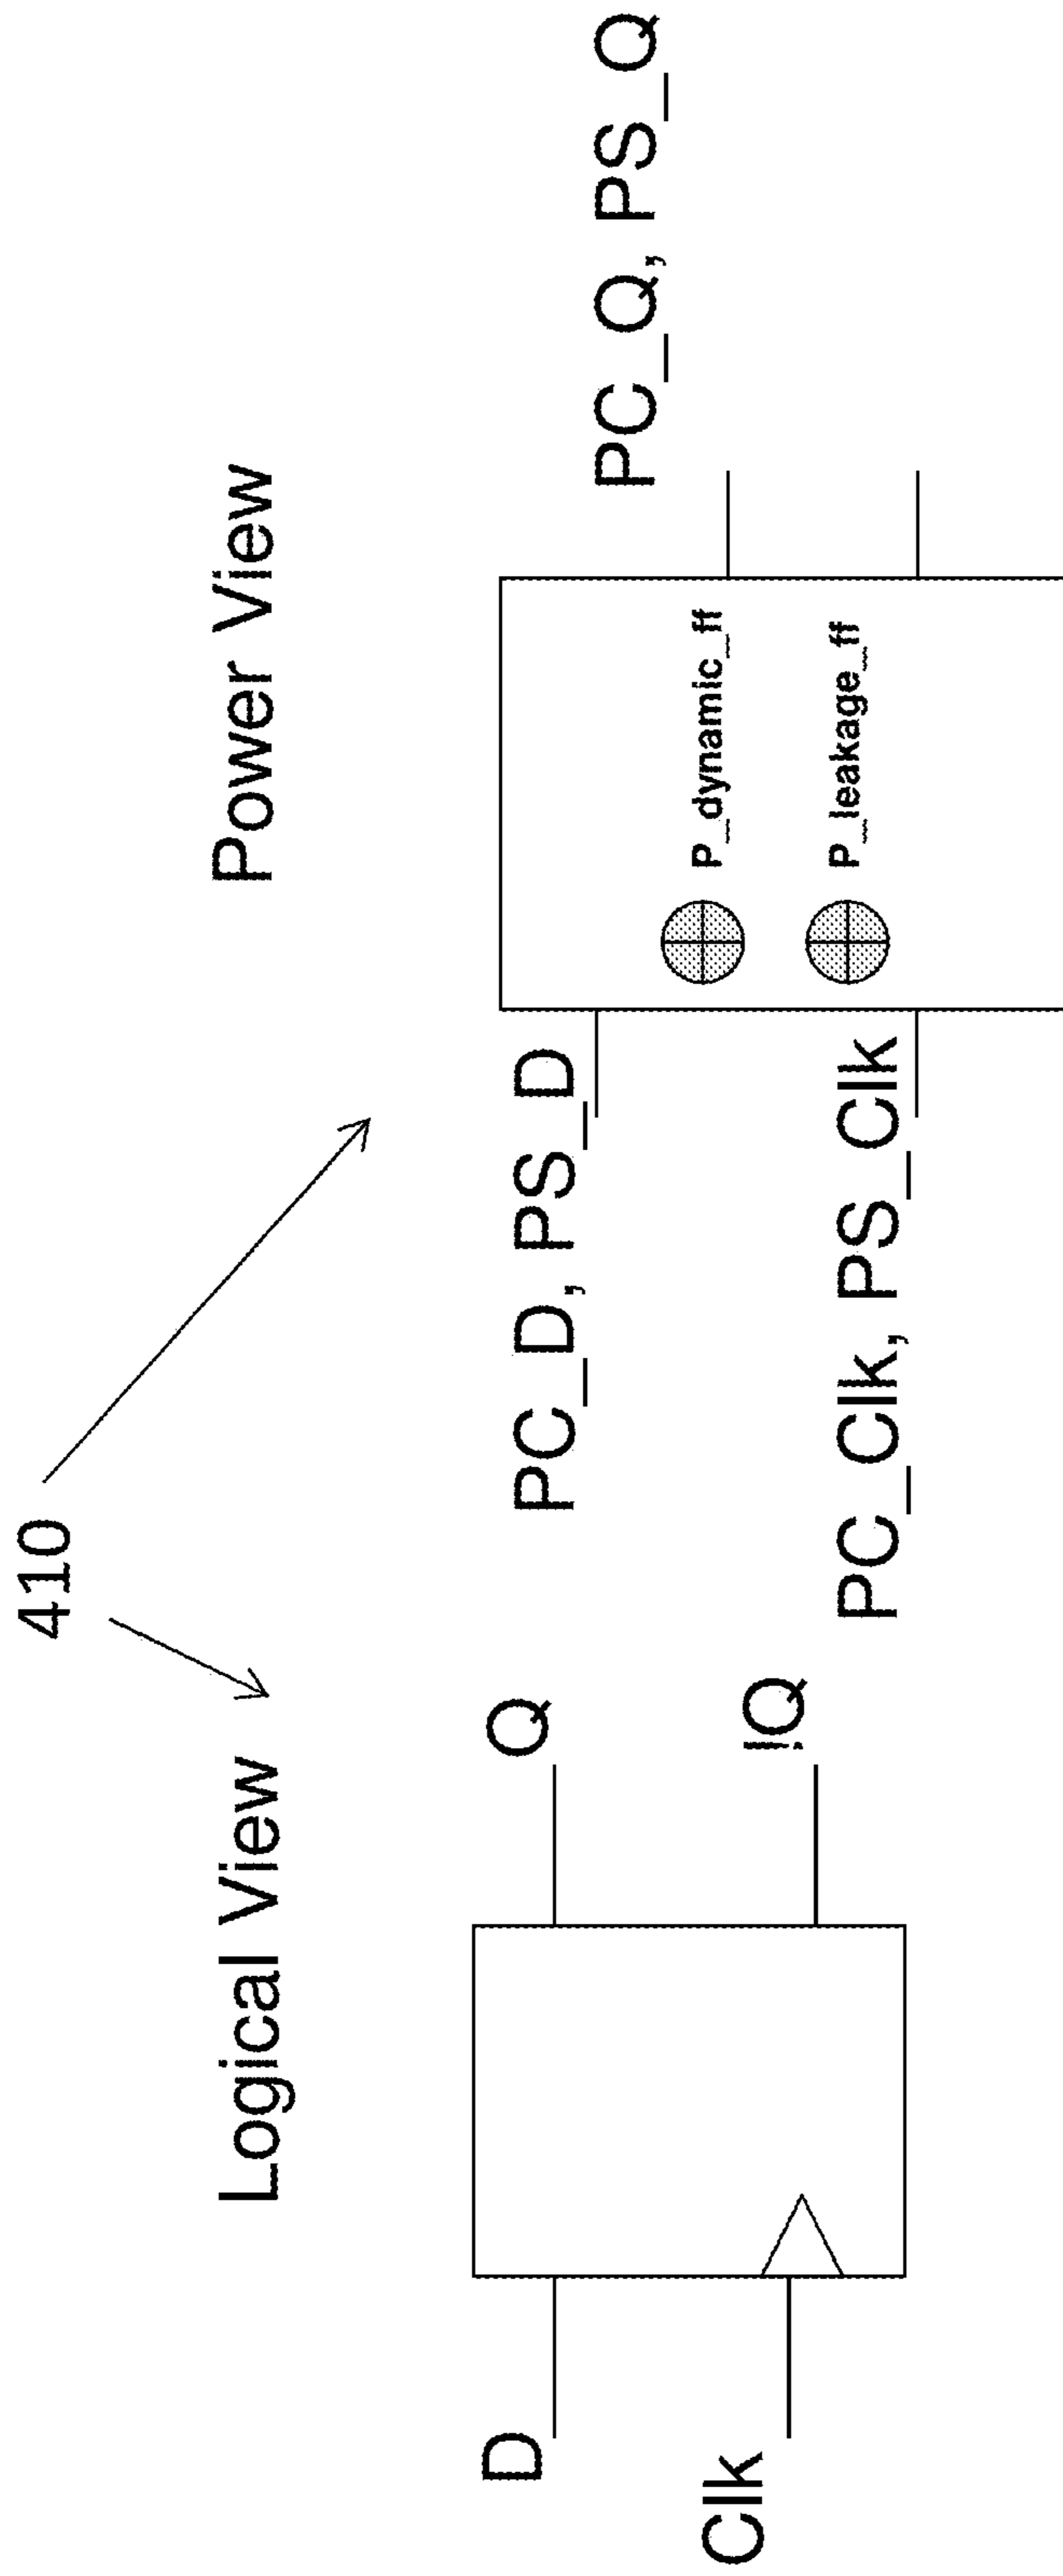 410
Logical View
Power View
D
Clk
Q
!Q
PC_D, PS_D
PC_Clk, PS_Clk
P_dynamic_ff
P_leakage_ff
PC_Q, PS_Q